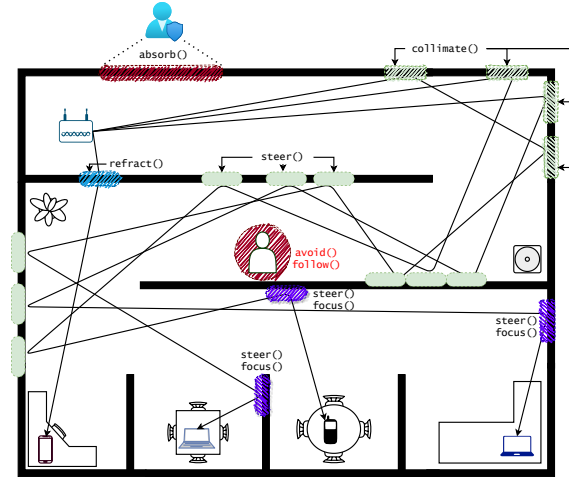 absorb()
collimate()
refract()
steer()
avoid()
follow()
steer()
focus()
steer()
focus()
steer()
focus()